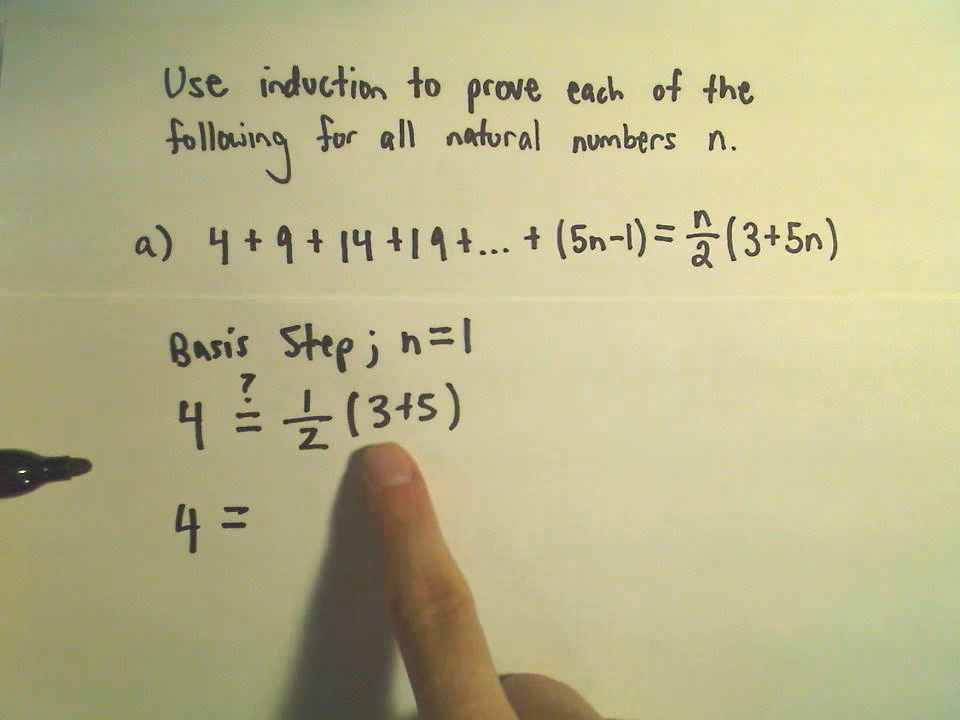 Use induction to prove each of the
following for all natural numbers n.
a) 4 + 9 + 14 + 19 + ... + (5n-1) = n/2 (3+5n)
Basis Step; n=1
4 ≟ 1/2 (3+5)
4 =